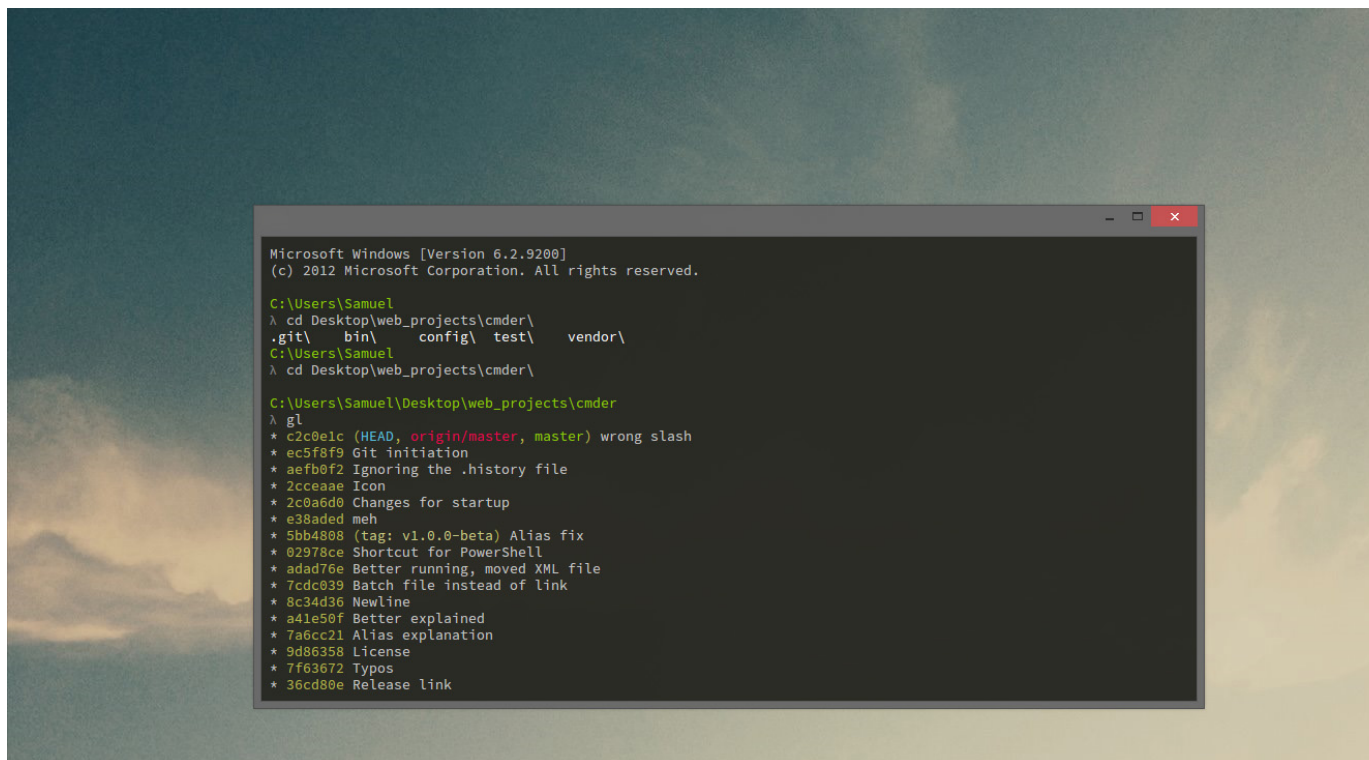 Microsoft Windows [Version 6.2.9200]
(c) 2012 Microsoft Corporation. All rights reserved.
C:\Users\Samuel
λ cd Desktop\web_projects\cmder\
.git\    bin\     config\  test\    vendor\
C:\Users\Samuel
λ cd Desktop\web_projects\cmder\
C:\Users\Samuel\Desktop\web_projects\cmder
λ gl
* c2c0e1c (HEAD, origin/master, master) wrong slash
* ec5f8f9 Git initiation
* aefb0f2 Ignoring the .history file
* 2cceaae Icon
* 2c0a6d0 Changes for startup
* e38aded meh
* 5bb4808 (tag: v1.0.0-beta) Alias fix
* 02978ce Shortcut for PowerShell
* adad76e Better running, moved XML file
* 7cdc039 Batch file instead of link
* 8c34d36 Newline
* a41e50f Better explained
* 7a6cc21 Alias explanation
* 9d86358 License
* 7f63672 Typos
* 36cd80e Release link